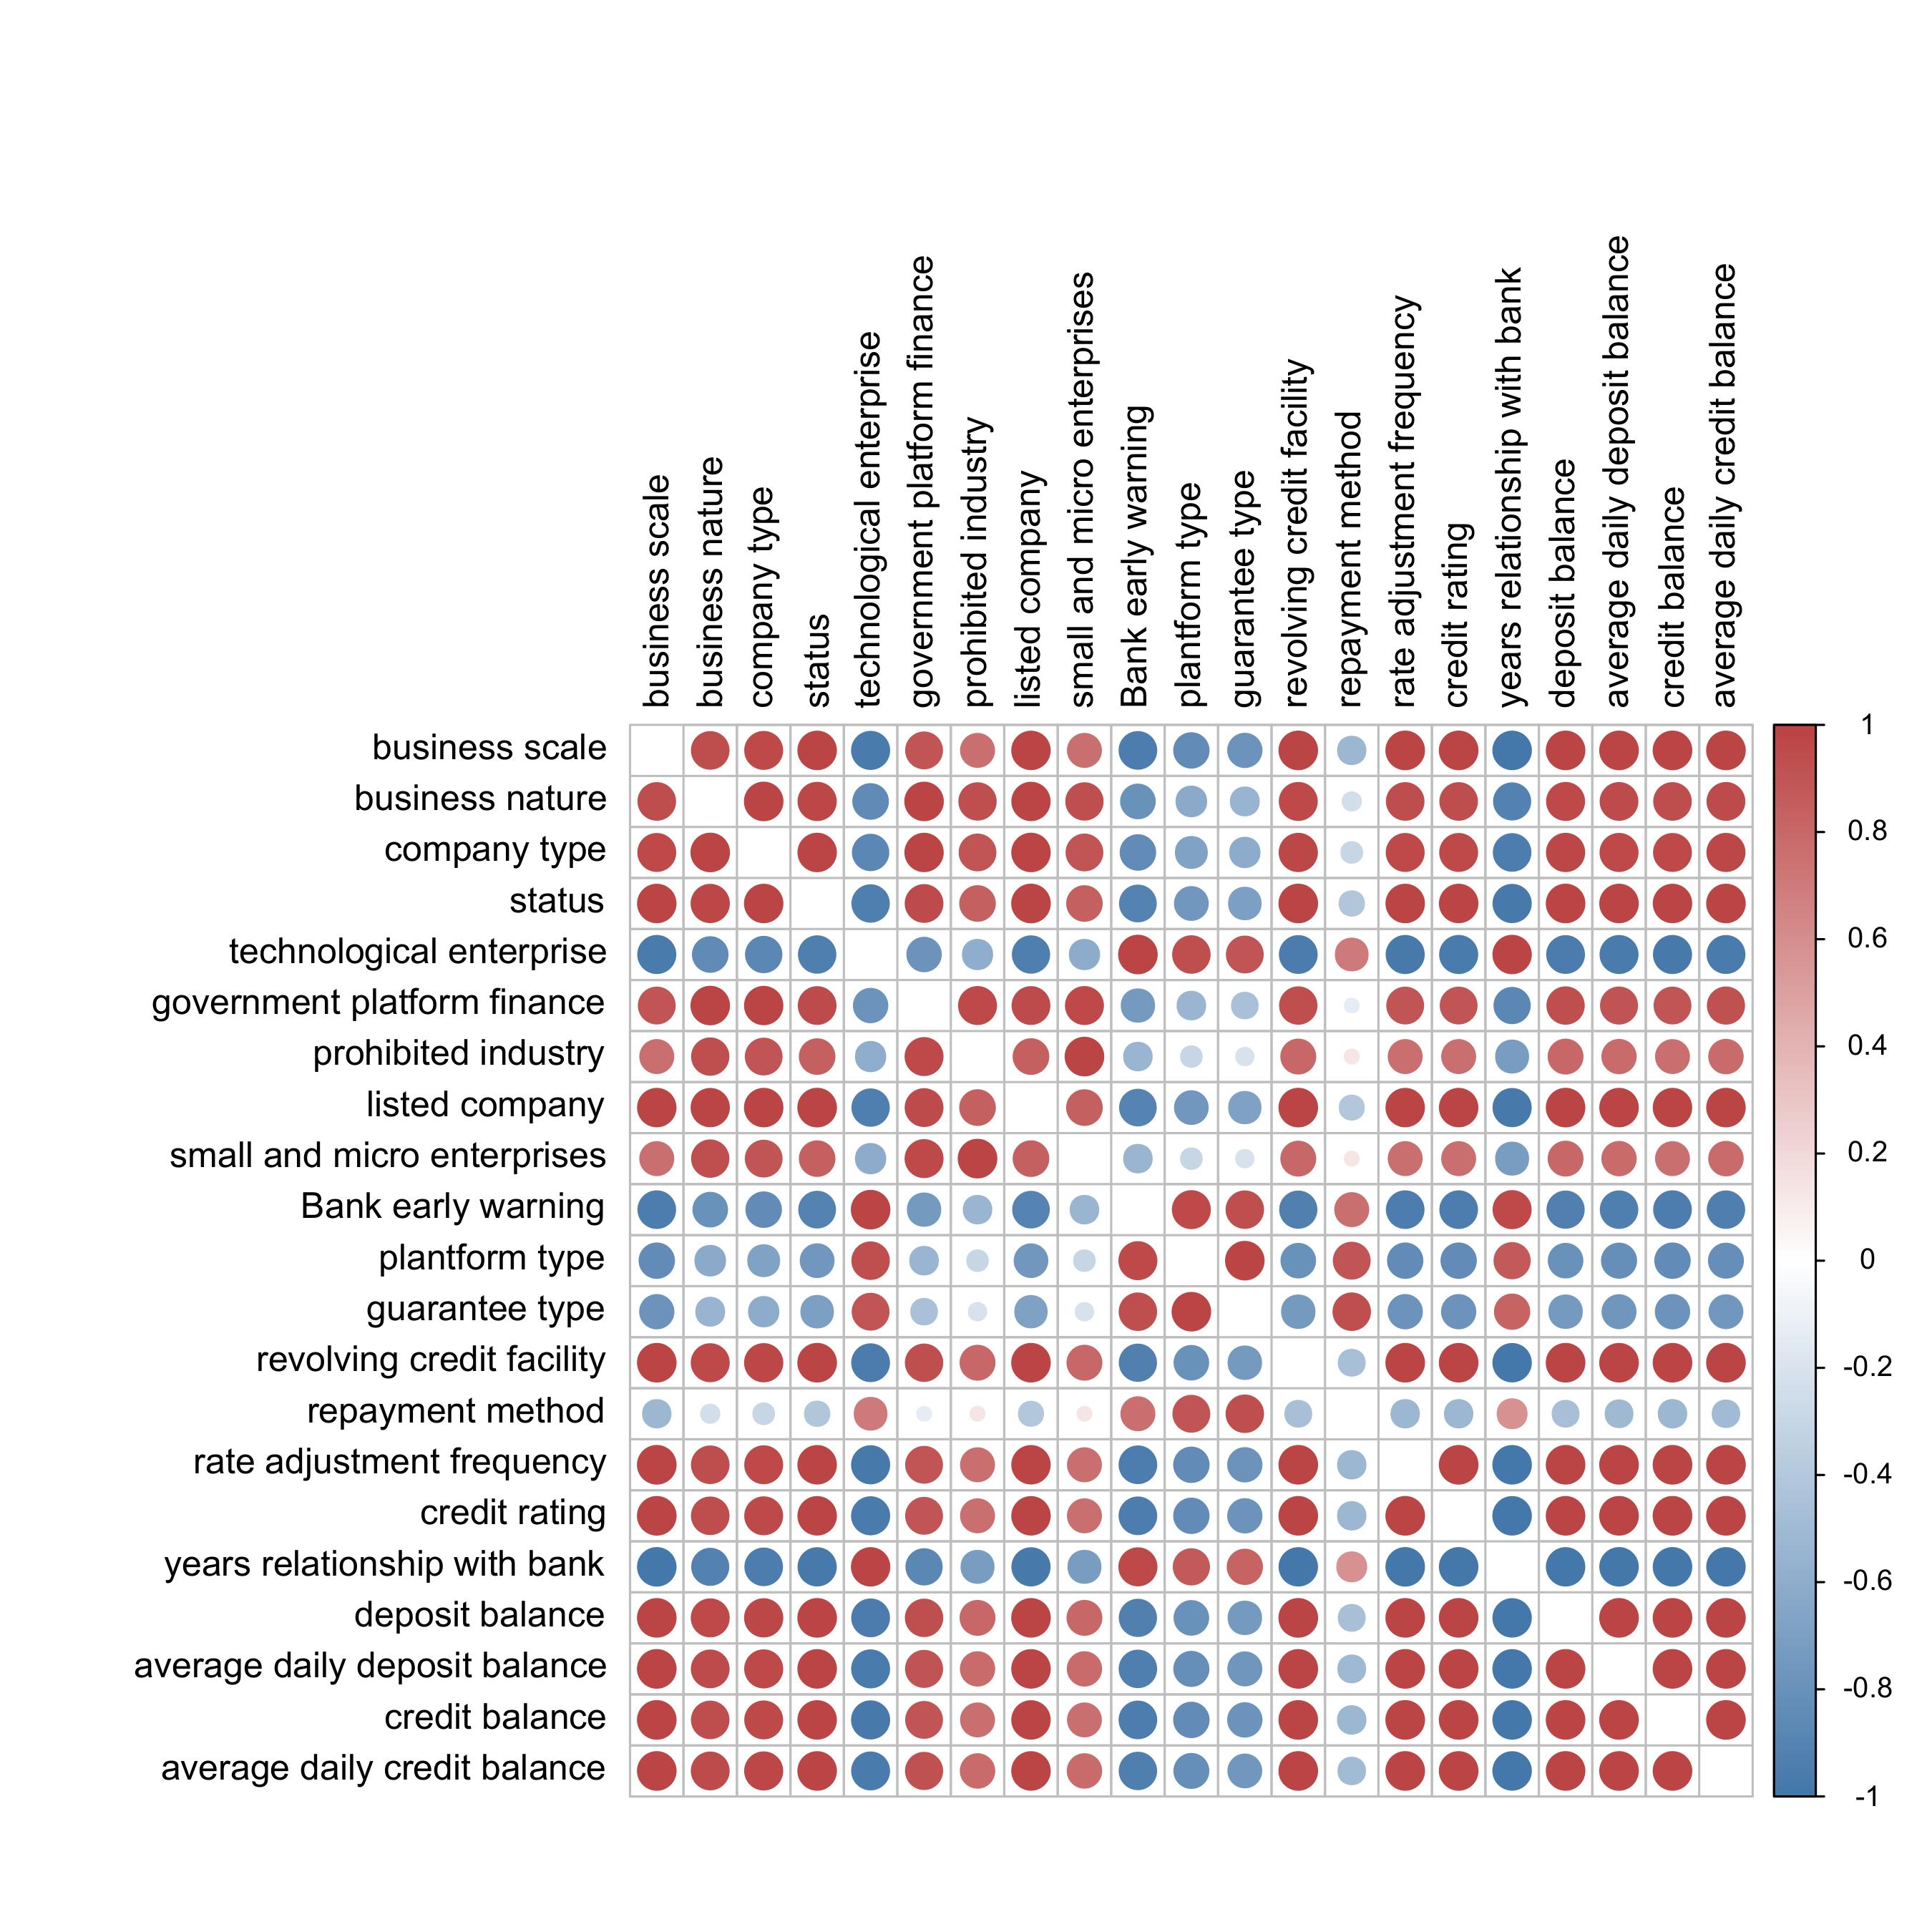 business scale
business nature
company type
status
technological enterprise
government platform finance
prohibited industry
listed company
small and micro enterprises
Bank early warning
plantform type
guarantee type
revolving credit facility
repayment method
rate adjustment frequency
credit rating
years relationship with bank
deposit balance
average daily deposit balance
credit balance
average daily credit balance
business scale
business nature
company type
status
technological enterprise
government platform finance
prohibited industry
listed company
small and micro enterprises
Bank early warning
plantform type
guarantee type
revolving credit facility
repayment method
rate adjustment frequency
credit rating
years relationship with bank
deposit balance
average daily deposit balance
credit balance
average daily credit balance
1
0.8
0.6
0.4
0.2
0
-0.2
-0.4
-0.6
-0.8
-1